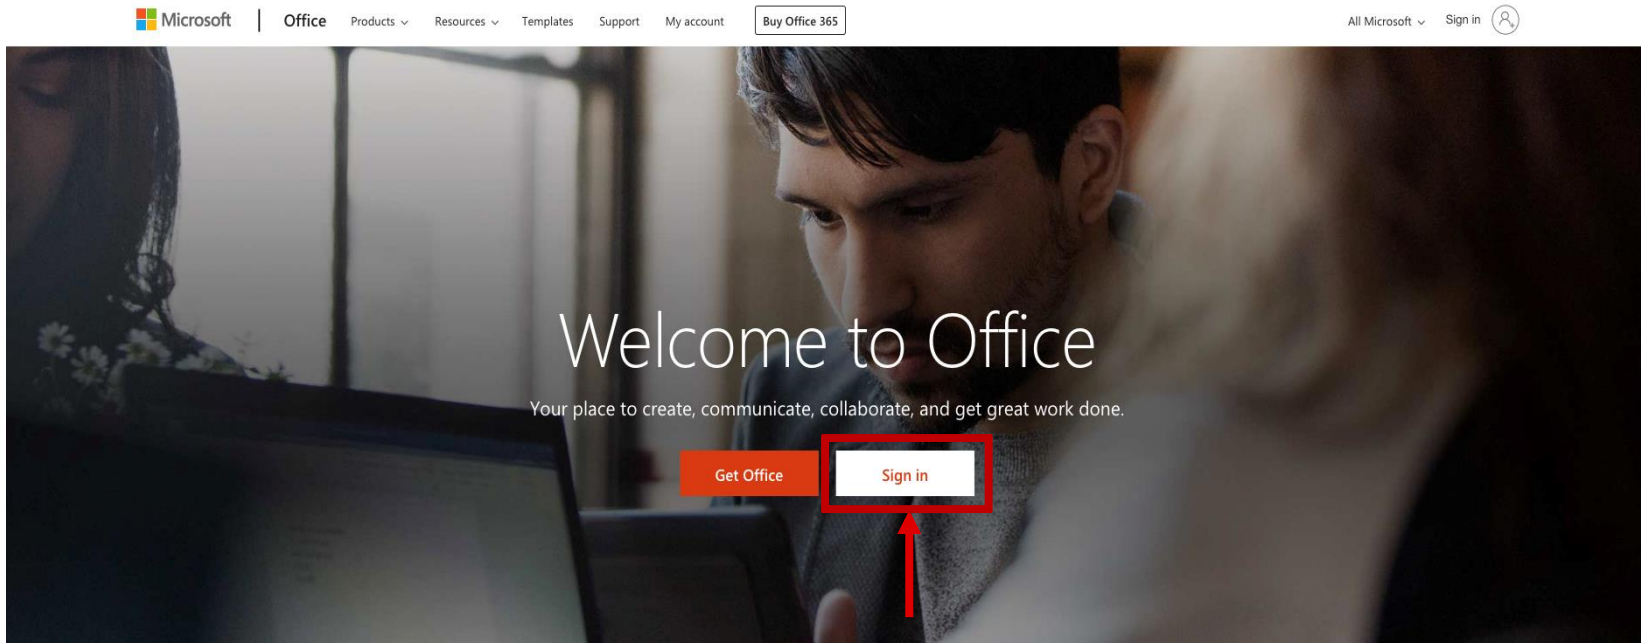 Microsoft Office Products Resources Templates Support My account Buy Office 365 All Microsoft Sign in
Welcome to Office
Your place to create, communicate, collaborate, and get great work done.
Get Office Sign in